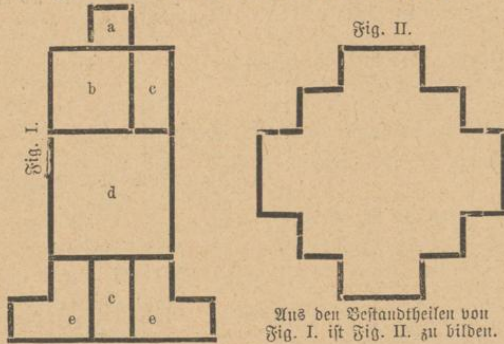 a
Fig. II.
b
c
Fig. I.
d
c
e
e
Aus den Bestandtheilen von
Fig. I. ist Fig. II. zu bilden.